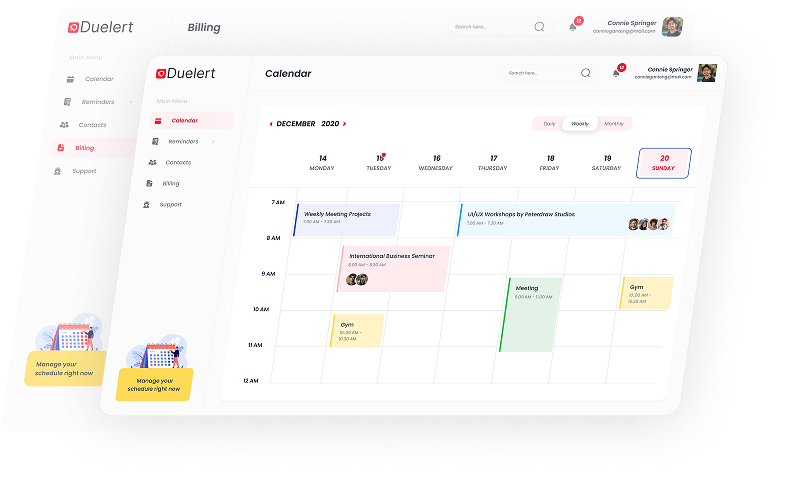 Duelert
Billing
Search here...
12
Connie Springer
connieganteng@mail.com
Main Menu
Calendar
Reminders
Contacts
Billing
Support
Manage your
schedule right now
Duelert
Calendar
Search here...
12
Connie Springer
connieganteng@mail.com
Main Menu
Calendar
Reminders
Contacts
Billing
Support
Manage your
schedule right now
DECEMBER 2020
Daily
Weekly
Monthly
14
MONDAY
15
TUESDAY
16
WEDNESDAY
17
THURSDAY
18
FRIDAY
19
SATURDAY
20
SUNDAY
7 AM
8 AM
9 AM
10 AM
11 AM
12 AM
Weekly Meeting Projects
7:00 AM - 7.30 AM
UI/UX Workshops by Peterdraw Studios
7:00 AM - 7.30 AM
International Business Seminar
8:00 AM - 8.30 AM
Meeting
9:00 AM - 11:00 AM
Gym
10.00 AM -
10.30 AM
Gym
10.00 AM -
10.30 AM